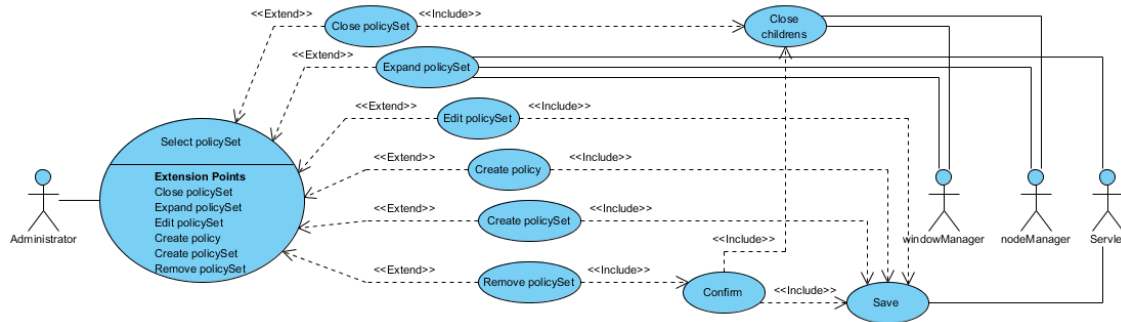 <<Extend>>
Close policySet
<<Include>>
Close
childrens
<<Extend>>
Expand policySet
<<Extend>>
Edit policySet
<<Include>>
Select policySet
Extension Points
Close policySet
Expand policySet
Edit policySet
Create policy
Create policySet
Remove policySet
<<Extend>>
Create policy
<<Include>>
<<Extend>>
Create policySet
<<Include>>
<<Extend>>
Remove policySet
<<Include>>
Confirm
<<Include>>
<<Include>>
Save
Administrator
windowManager
nodeManager
Servlet